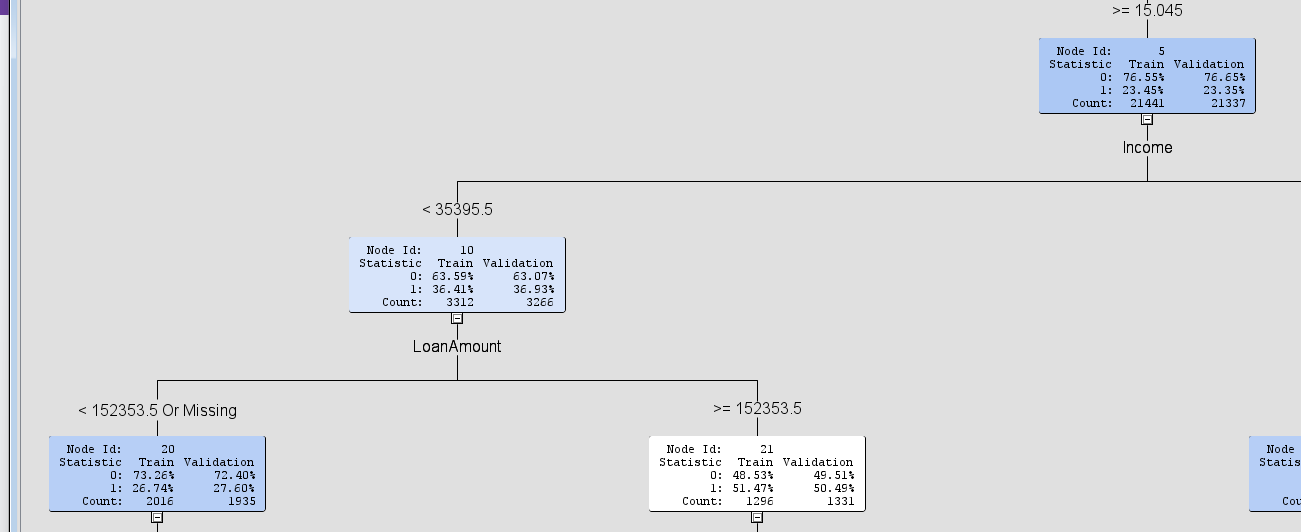 >= 15.045
Node Id: 5
Statistic Train Validation
0: 76.55% 76.65%
1: 23.45% 23.35%
Count: 21441 21337
Income
< 35395.5
Node Id: 10
Statistic Train Validation
0: 63.59% 63.07%
1: 36.41% 36.93%
Count: 3312 3266
LoanAmount
< 152353.5 Or Missing
>= 152353.5
Node Id: 20
Statistic Train Validation
0: 73.26% 72.40%
1: 26.74% 27.60%
Count: 2016 1935
Node Id: 21
Statistic Train Validation
0: 48.53% 49.51%
1: 51.47% 50.49%
Count: 1296 1331
Node
Statis
Cou